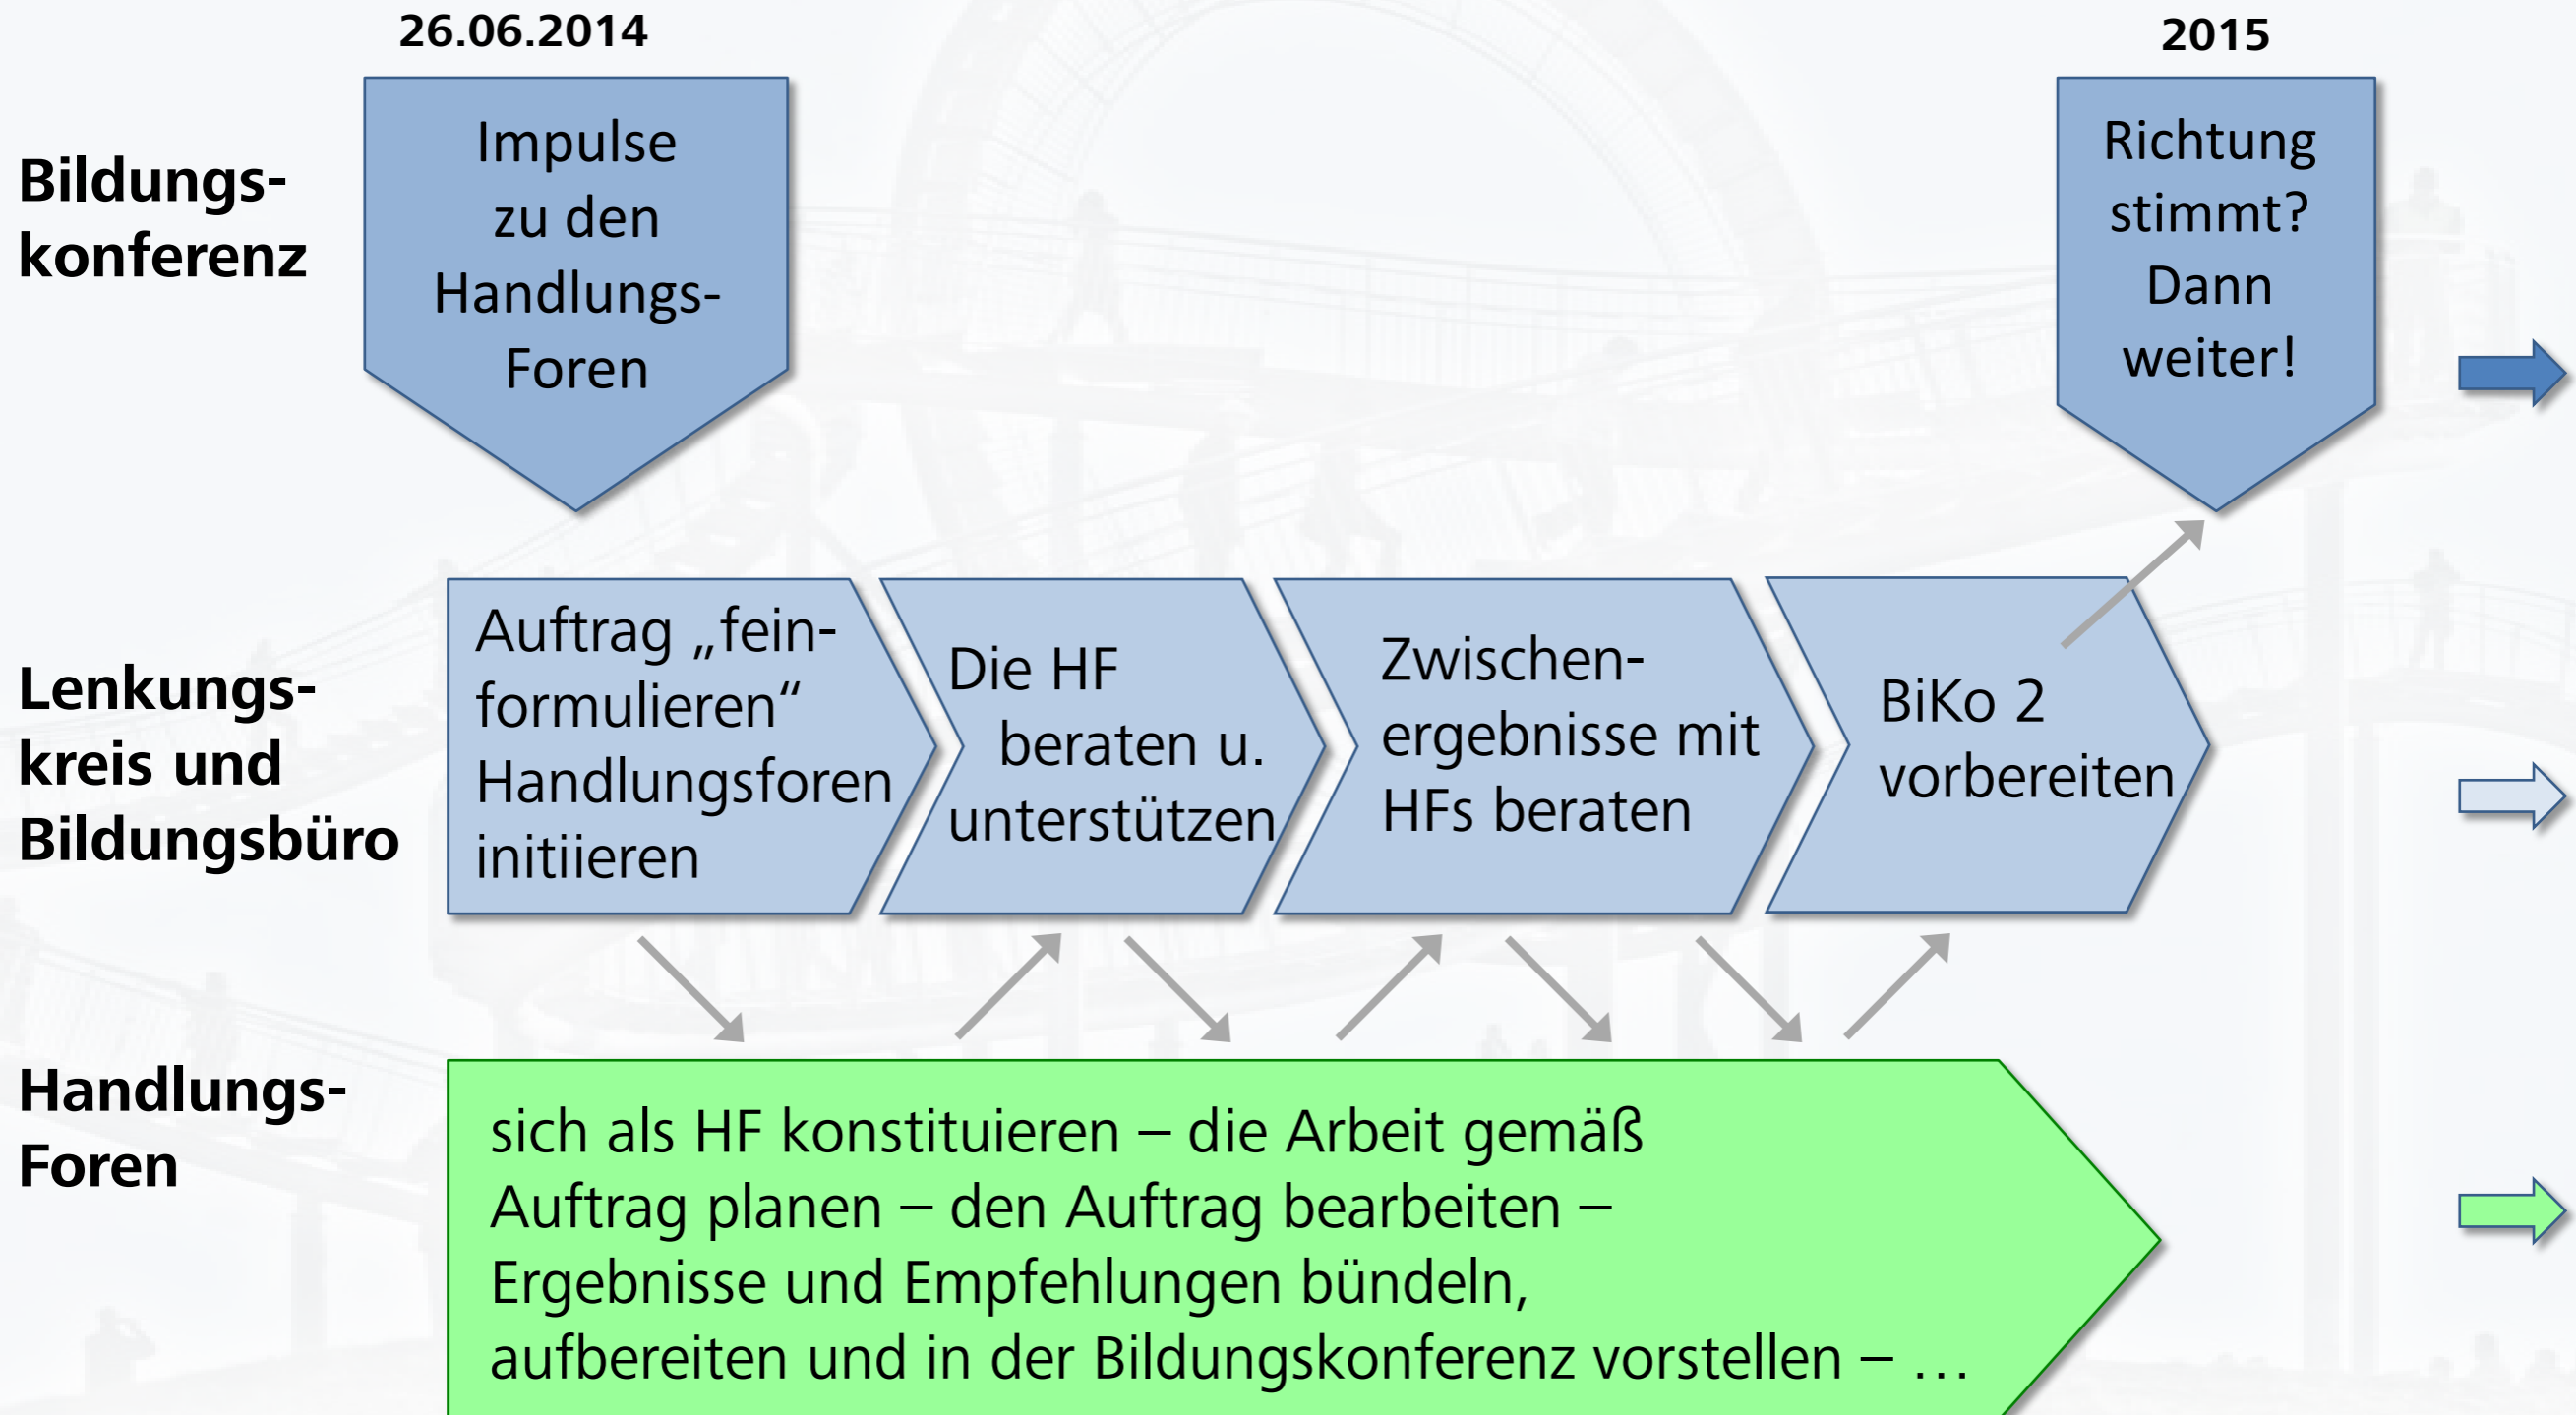 26.06.2014
2015
Bildungs-
konferenz
Impulse
zu den
Handlungs-
Foren
Richtung
stimmt?
Dann
weiter!
Lenkungs-
kreis und
Bildungsbüro
Auftrag „fein-
formulieren“
Handlungsforen
initiieren
Die HF
beraten u.
unterstützen
Zwischen-
ergebnisse mit
HFs beraten
BiKo 2
vorbereiten
Handlungs-
Foren
sich als HF konstituieren – die Arbeit gemäß
Auftrag planen – den Auftrag bearbeiten –
Ergebnisse und Empfehlungen bündeln,
aufbereiten und in der Bildungskonferenz vorstellen – …